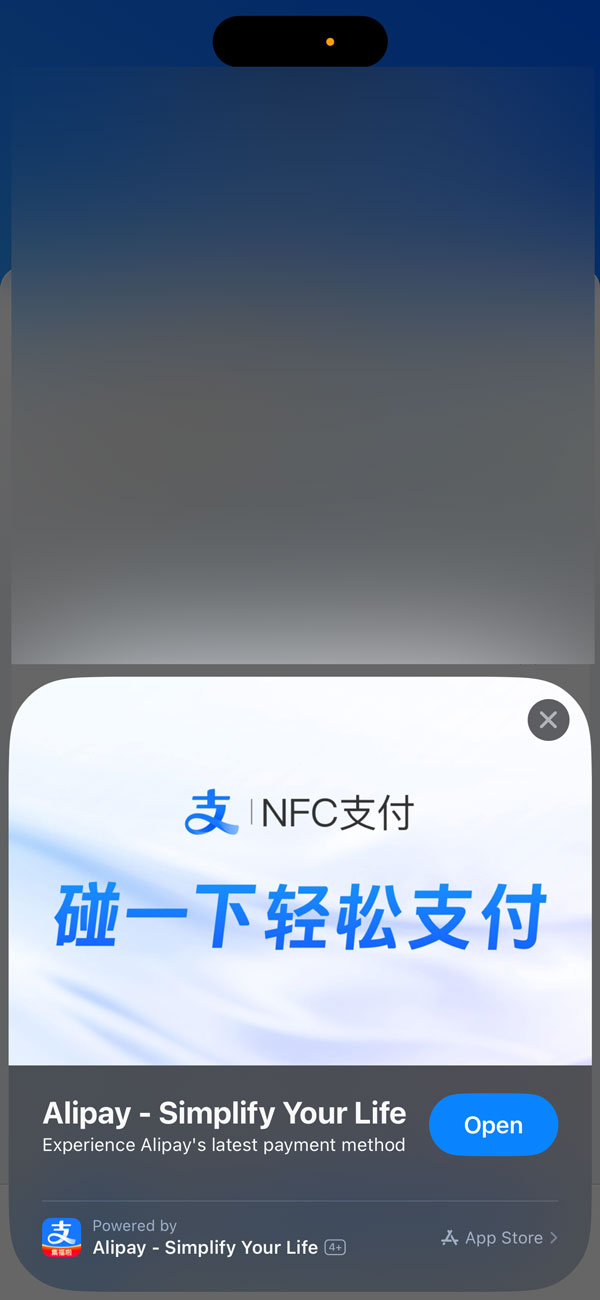 支 | NFC支付
碰一下轻松支付
Alipay - Simplify Your Life
Experience Alipay's latest payment method
Open
支
集福啦
Powered by
Alipay - Simplify Your Life 4+
App Store